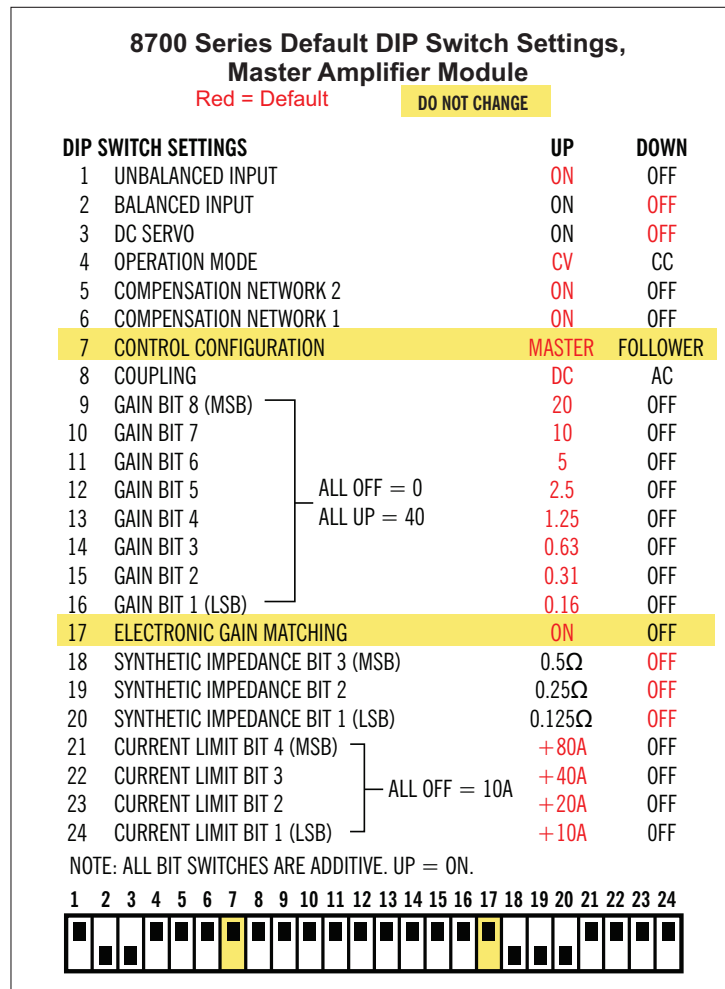 8700 Series Default DIP Switch Settings,
Master Amplifier Module
Red = Default DO NOT CHANGE
DIP SWITCH SETTINGS UP DOWN
1 UNBALANCED INPUT ON OFF
2 BALANCED INPUT ON OFF
3 DC SERVO ON OFF
4 OPERATION MODE CV CC
5 COMPENSATION NETWORK 2 ON OFF
6 COMPENSATION NETWORK 1 ON OFF
7 CONTROL CONFIGURATION MASTER FOLLOWER
8 COUPLING DC AC
9 GAIN BIT 8 (MSB) 20 OFF
10 GAIN BIT 7 10 OFF
11 GAIN BIT 6 5 OFF
12 GAIN BIT 5 ALL OFF = 0 2.5 OFF
13 GAIN BIT 4 ALL UP = 40 1.25 OFF
14 GAIN BIT 3 0.63 OFF
15 GAIN BIT 2 0.31 OFF
16 GAIN BIT 1 (LSB) 0.16 OFF
17 ELECTRONIC GAIN MATCHING ON OFF
18 SYNTHETIC IMPEDANCE BIT 3 (MSB) 0.5Ω OFF
19 SYNTHETIC IMPEDANCE BIT 2 0.25Ω OFF
20 SYNTHETIC IMPEDANCE BIT 1 (LSB) 0.125Ω OFF
21 CURRENT LIMIT BIT 4 (MSB) +80A OFF
22 CURRENT LIMIT BIT 3 ALL OFF = 10A +40A OFF
23 CURRENT LIMIT BIT 2 +20A OFF
24 CURRENT LIMIT BIT 1 (LSB) +10A OFF
NOTE: ALL BIT SWITCHES ARE ADDITIVE. UP = ON.
1 2 3 4 5 6 7 8 9 10 11 12 13 14 15 16 17 18 19 20 21 22 23 24